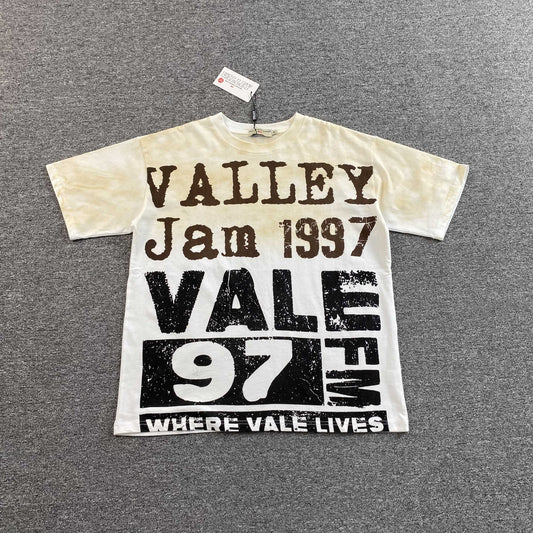 VALLEY
Jam 1997
VALE
97
FM
WHERE VALE LIVES